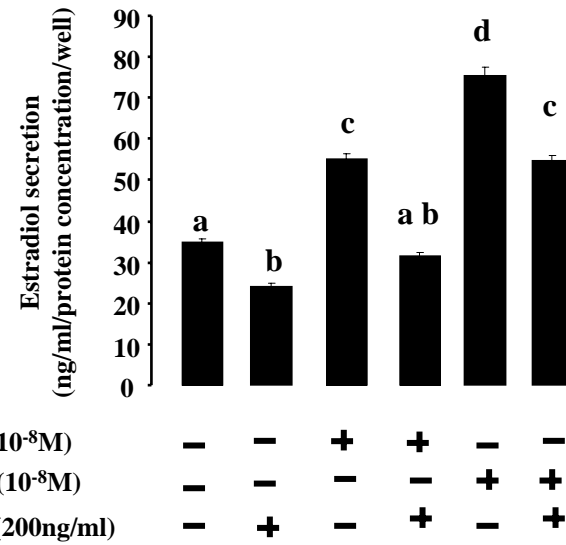 Estradiol secretion
(ng/ml/protein concentration/well)
90
80
70
60
50
40
30
20
10
0
a
b
c
a b
d
c
10-8M) – – + + – –
(10-8M) – – – – + +
(200ng/ml) – + – + – +